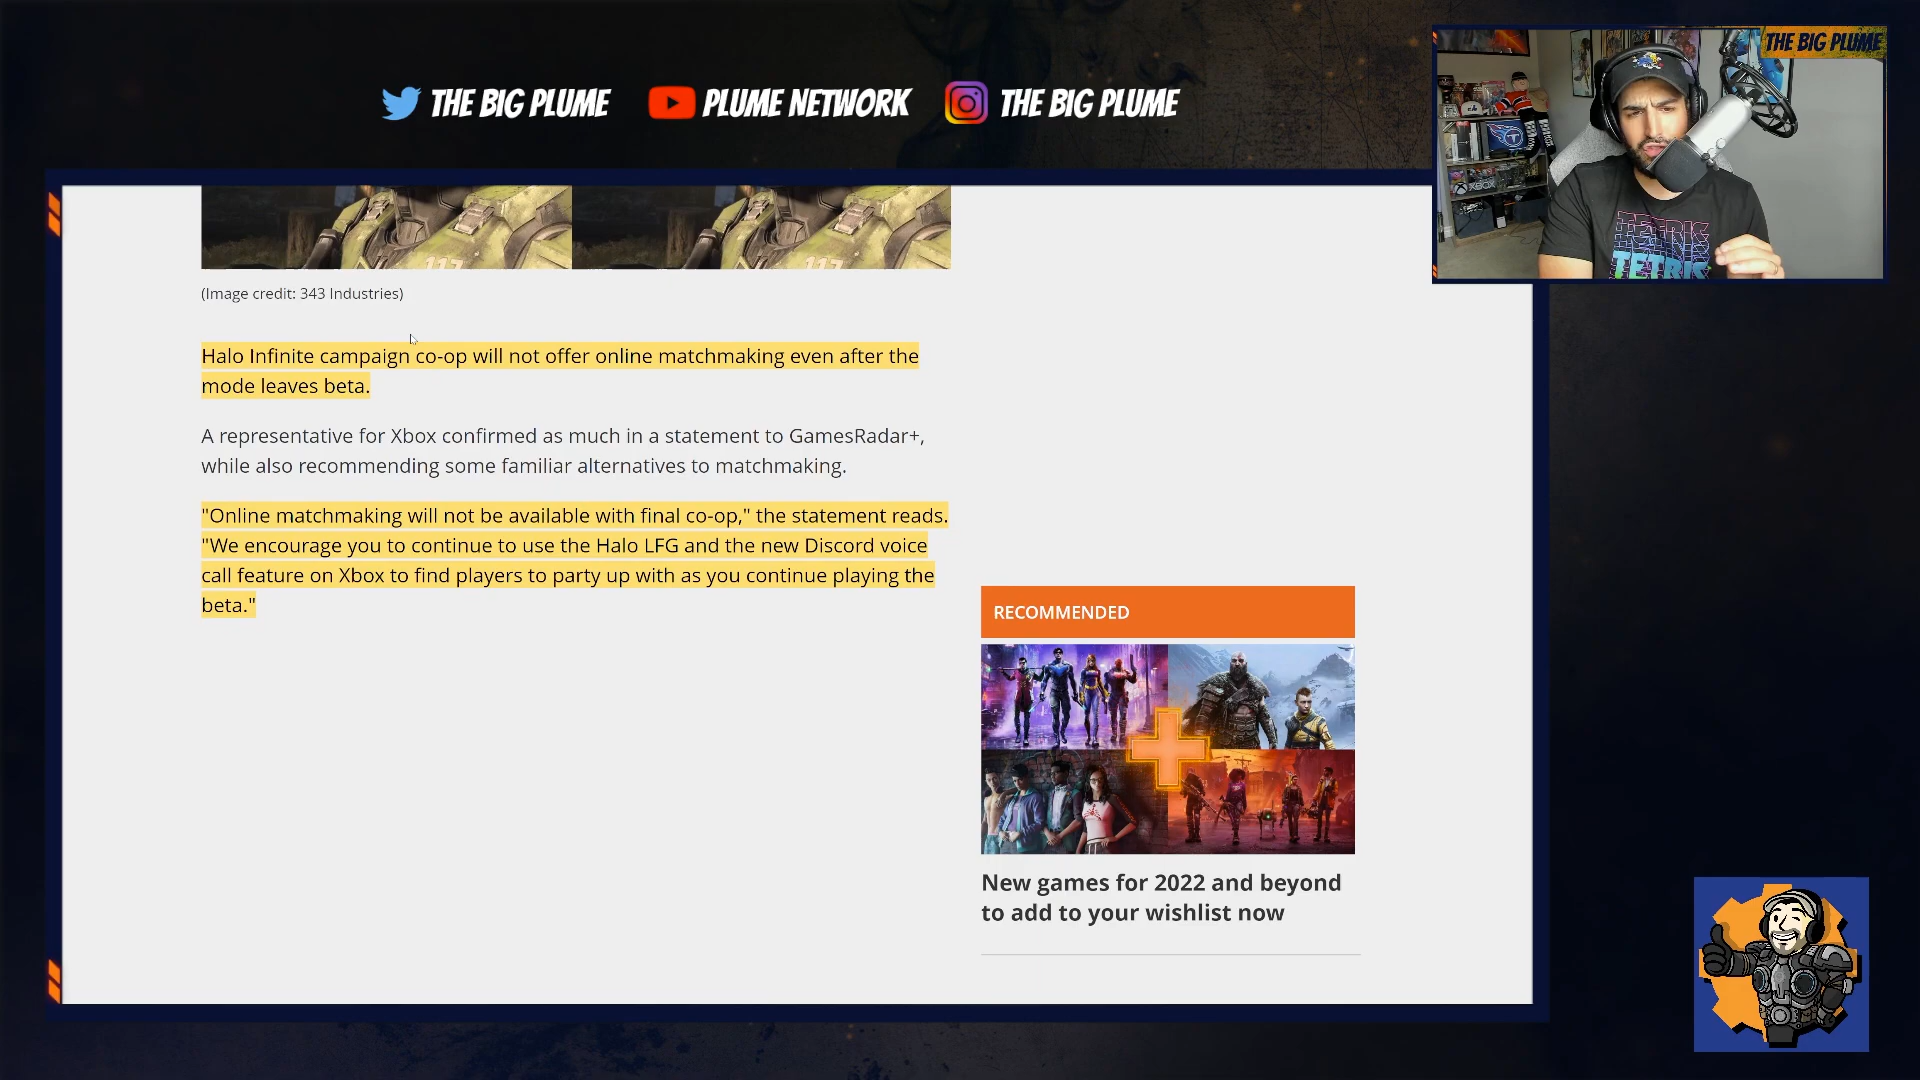 THE BIG PLUME
THE BIG PLUME
PLUME NETWORK
THE BIG PLUME
XBOX
TETRIS
TETRIS
117
117
(Image credit: 343 Industries)
Halo Infinite campaign co-op will not offer online matchmaking even after the
mode leaves beta.
A representative for Xbox confirmed as much in a statement to GamesRadar+,
while also recommending some familiar alternatives to matchmaking.
"Online matchmaking will not be available with final co-op," the statement reads.
"We encourage you to continue to use the Halo LFG and the new Discord voice
call feature on Xbox to find players to party up with as you continue playing the
beta."
RECOMMENDED
New games for 2022 and beyond
to add to your wishlist now